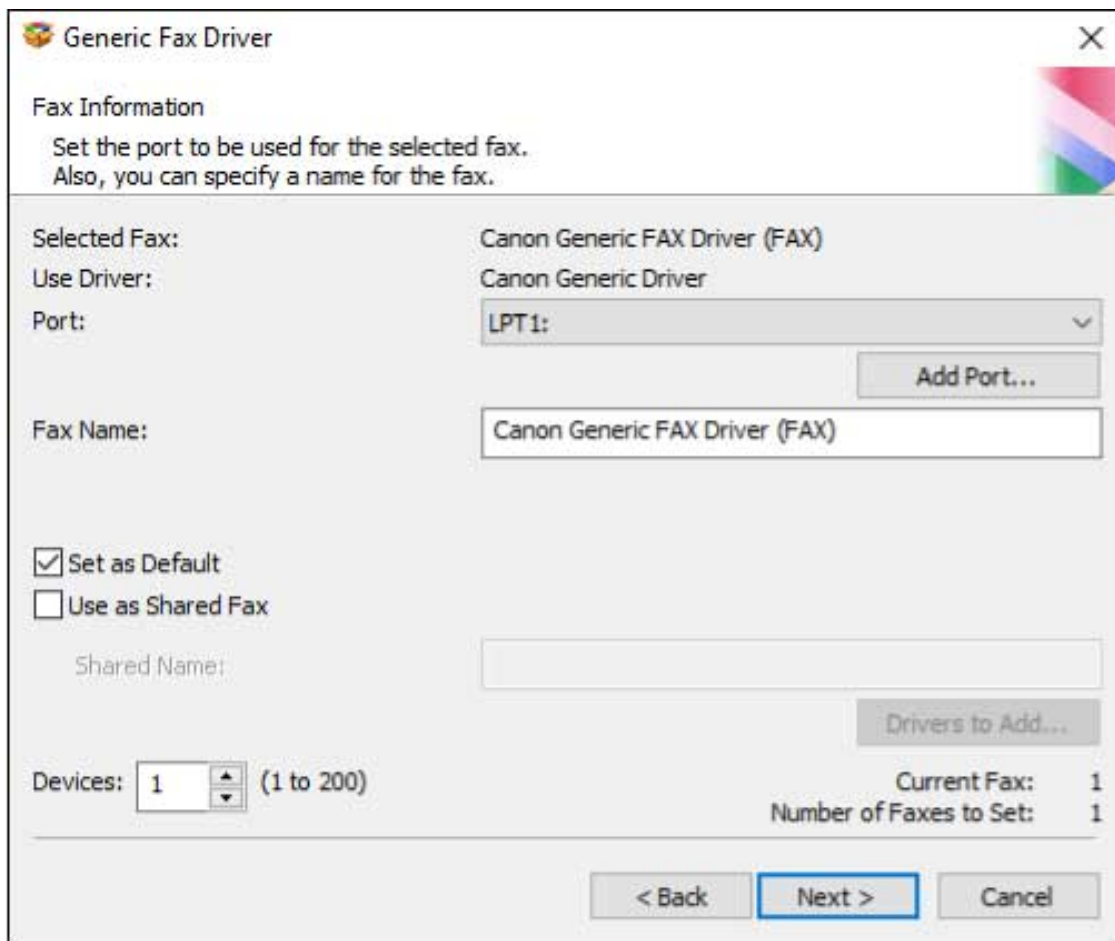 Generic Fax Driver
Fax Information
Set the port to be used for the selected fax.
Also, you can specify a name for the fax.
Selected Fax: Canon Generic FAX Driver (FAX)
Use Driver: Canon Generic Driver
Port: LPT1:
Add Port...
Fax Name: Canon Generic FAX Driver (FAX)
Set as Default
Use as Shared Fax
Shared Name:
Drivers to Add...
Devices: 1 (1 to 200) Current Fax: 1
Number of Faxes to Set: 1
< Back Next > Cancel